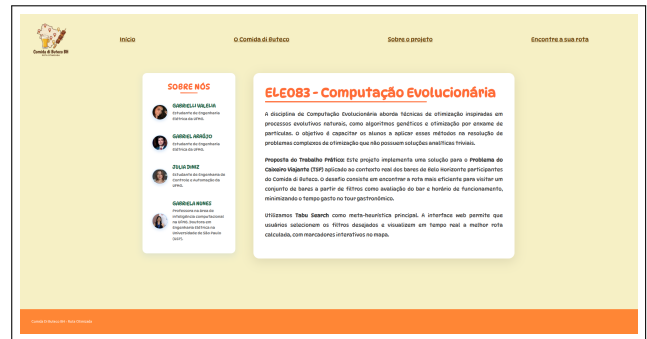 Comida di Buteco BH
Início
O Comida di Buteco
Sobre o projeto
Encontre a sua rota
SOBRE NÓS
GABRIELLI VALELIA
Estudante de Engenharia
Elétrica da UFMG.
GABRIEL ARAÚJO
Estudante de Engenharia
Elétrica da UFMG.
JULIA DINIZ
Estudante de Engenharia de
Controle e Automação da
UFMG.
GABRIELA NUNES
Professora na área de
inteligência computacional
na UFMG. Doutora em
Engenharia Elétrica na
Universidade de São Paulo
(USP).
ELE083 - Computação Evolucionária
A disciplina de Computação Evolucionária aborda técnicas de otimização inspiradas em
processos evolutivos naturais, como algoritmos genéticos e otimização por enxame de
partículas. O objetivo é capacitar os alunos a aplicar esses métodos na resolução de
problemas complexos de otimização que não possuem soluções analíticas triviais.
Proposta do Trabalho Prático: Este projeto implementa uma solução para o Problema do
Caixeiro Viajante (TSP) aplicado ao contexto real dos bares de Belo Horizonte participantes
do Comida di Buteco. O desafio consiste em encontrar a rota mais eficiente para visitar um
conjunto de bares a partir de filtros como avaliação do bar e horário de funcionamento,
minimizando o tempo gasto no tour gastronômico.
Utilizamos Tabu Search como meta-heurística principal. A interface web permite que
usuários selecionem os filtros desejados e visualizem em tempo real a melhor rota
calculada, com marcadores interativos no mapa.